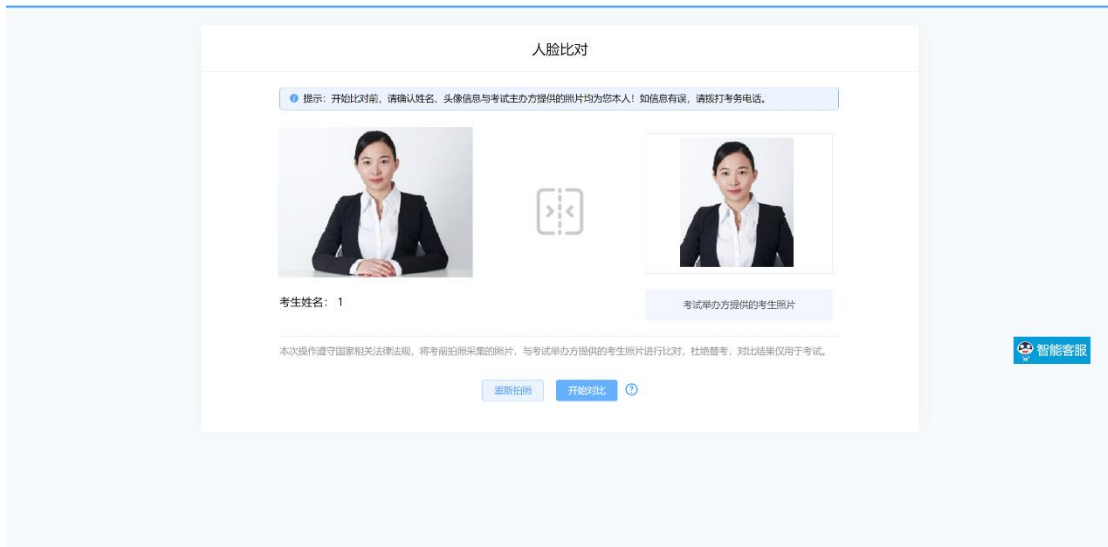 人脸比对
提示：开始比对前，请确认姓名、头像信息与考试主办方提供的照片均为您本人！如信息有误，请拨打考务电话。
考生姓名： 1
考试举办方提供的考生照片
本次操作遵守国家相关法律法规，将考前拍照采集的照片，与考试举办方提供的考生照片进行比对，杜绝替考，对比结果仅用于考试。
智能客服
重新拍照
开始对比